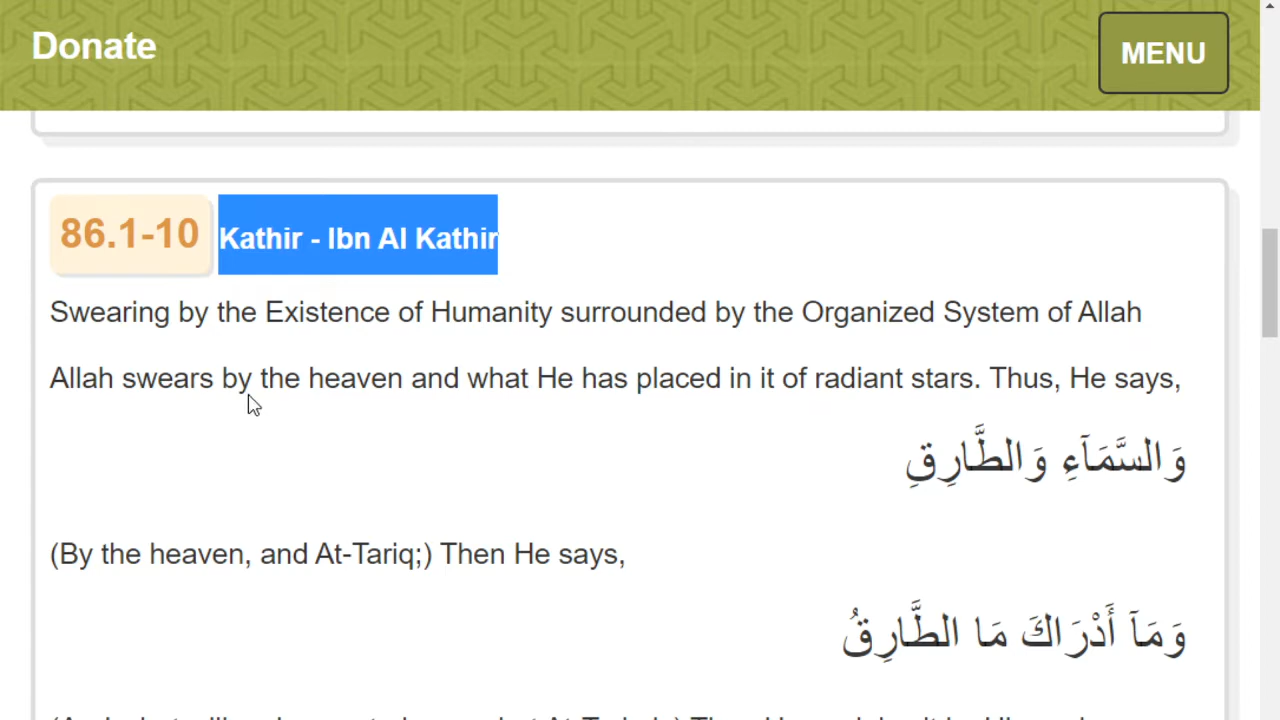 Donate
MENU
86.1-10 Kathir - Ibn Al Kathir
Swearing by the Existence of Humanity surrounded by the Organized System of Allah
Allah swears by the heaven and what He has placed in it of radiant stars. Thus, He says,
وَالسَّمَآءِ وَالطَّارِقِ
(By the heaven, and At-Tariq;) Then He says,
وَمَآ أَدْرَاكَ مَا الطَّارِقُ